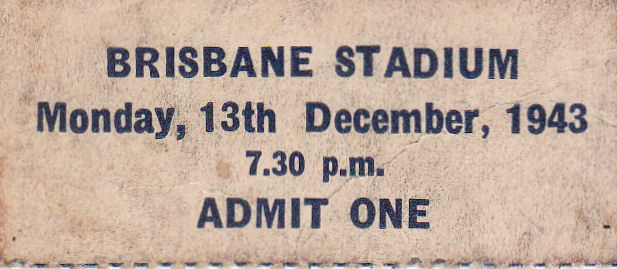 BRISBANE STADIUM
Monday, 13th December, 1943
7.30 p.m.
ADMIT ONE